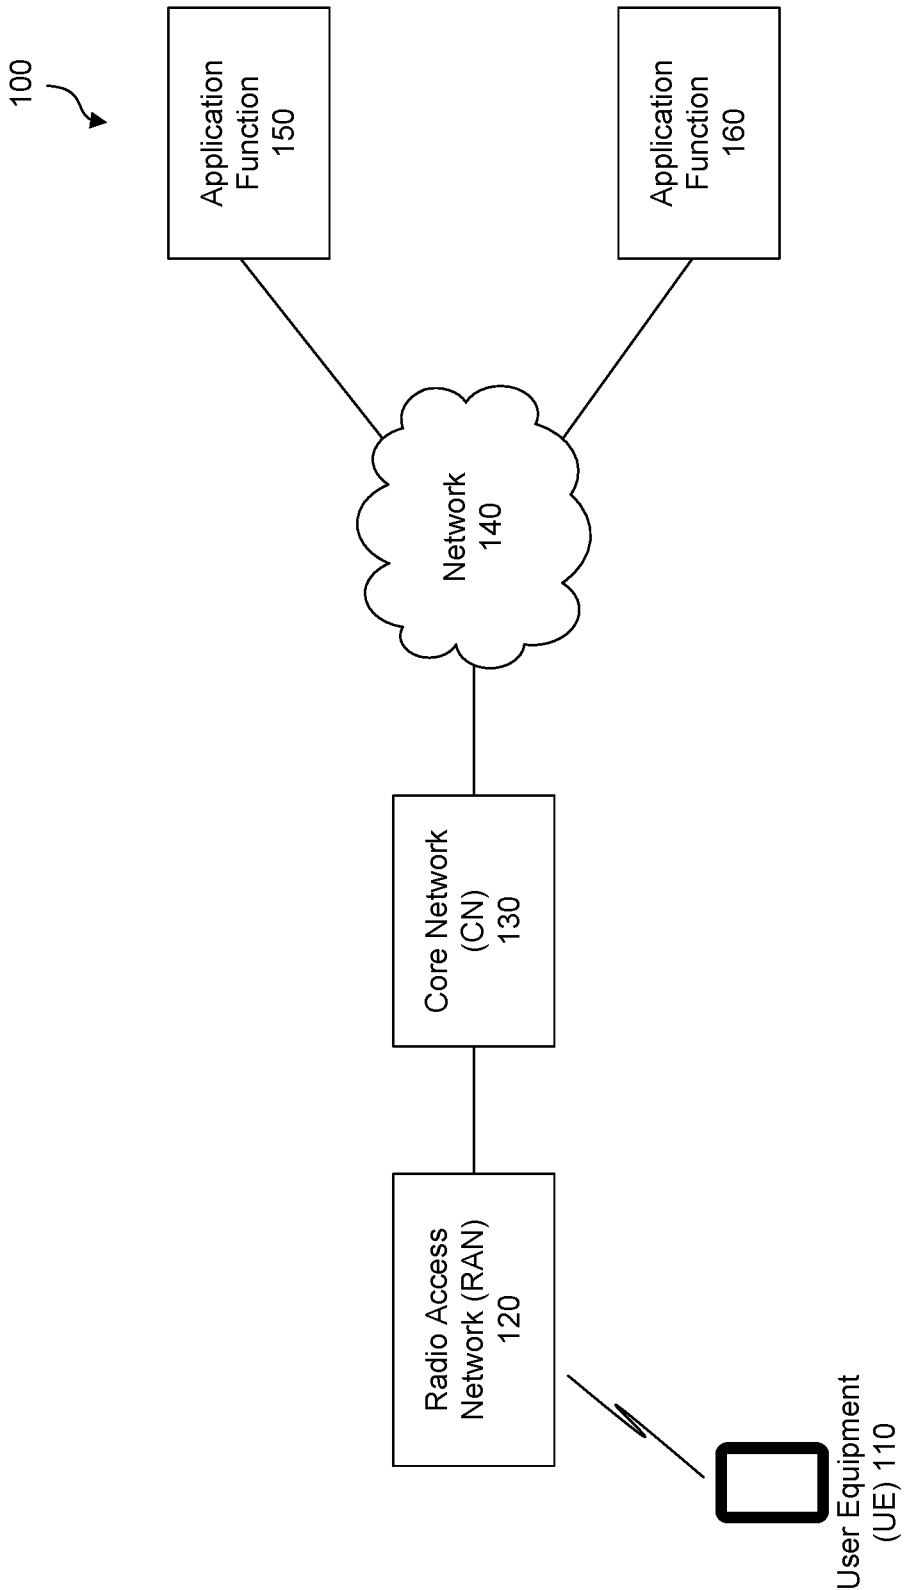 100
Application
Function
150
Application
Function
160
Network
140
Core Network
(CN)
130
Radio Access
Network (RAN)
120
User Equipment
(UE) 110